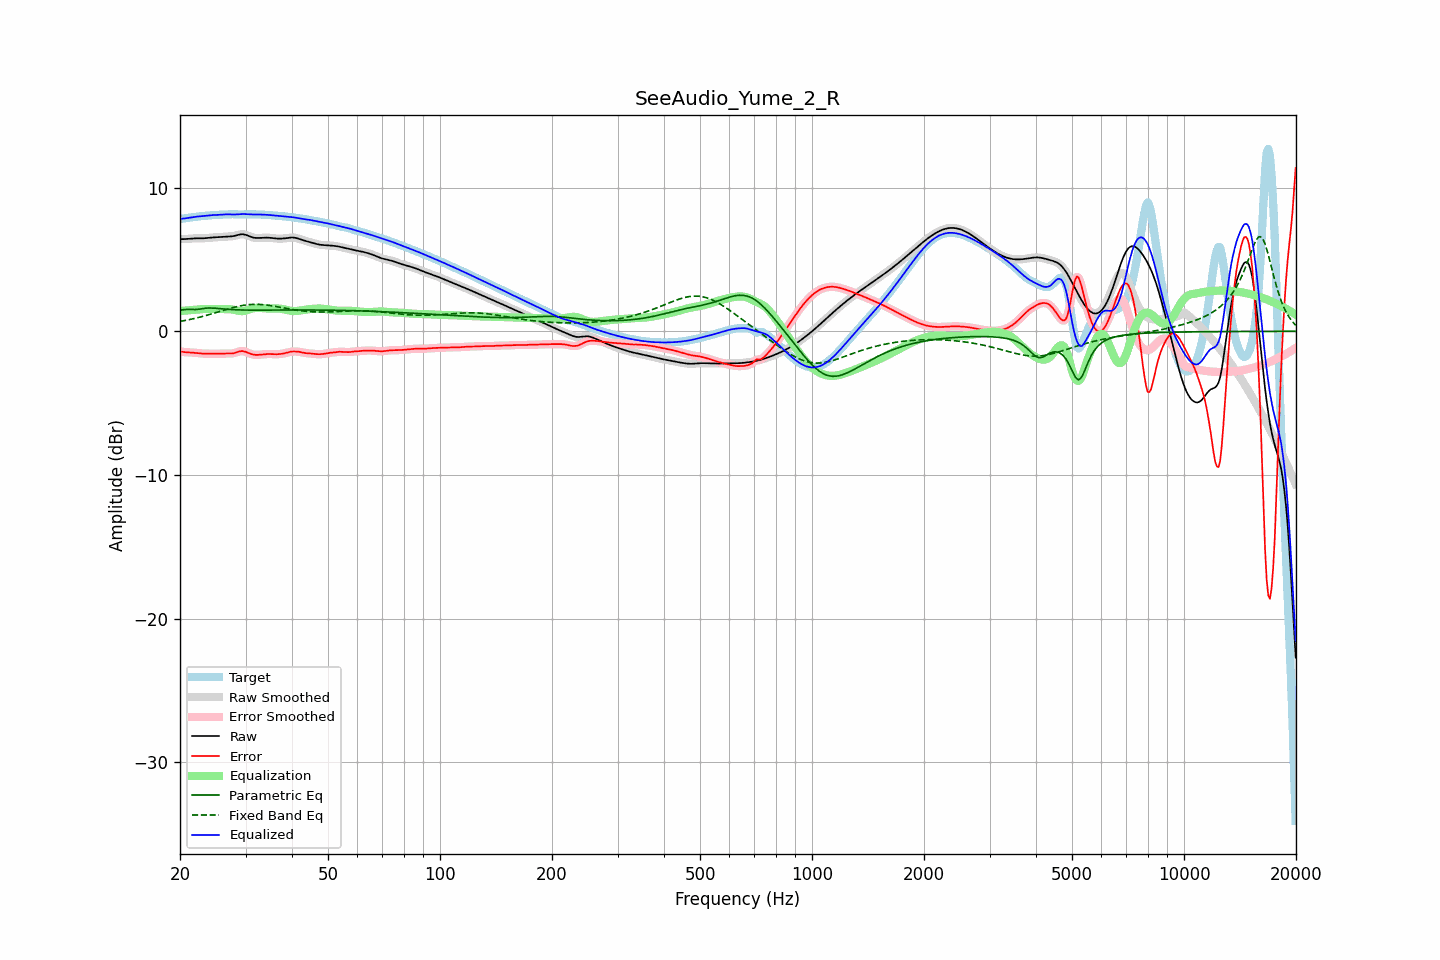 SeeAudio_Yume_2_R
10
0
−10
−20
−30
Amplitude (dBr)
Target
Raw Smoothed
Error Smoothed
Raw
Error
Equalization
Parametric Eq
Fixed Band Eq
Equalized
20 50 100 200 500 1000 2000 5000 10000 20000
Frequency (Hz)